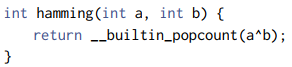 int hamming(int a, int b) {
    return __builtin_popcount(a^b);
}